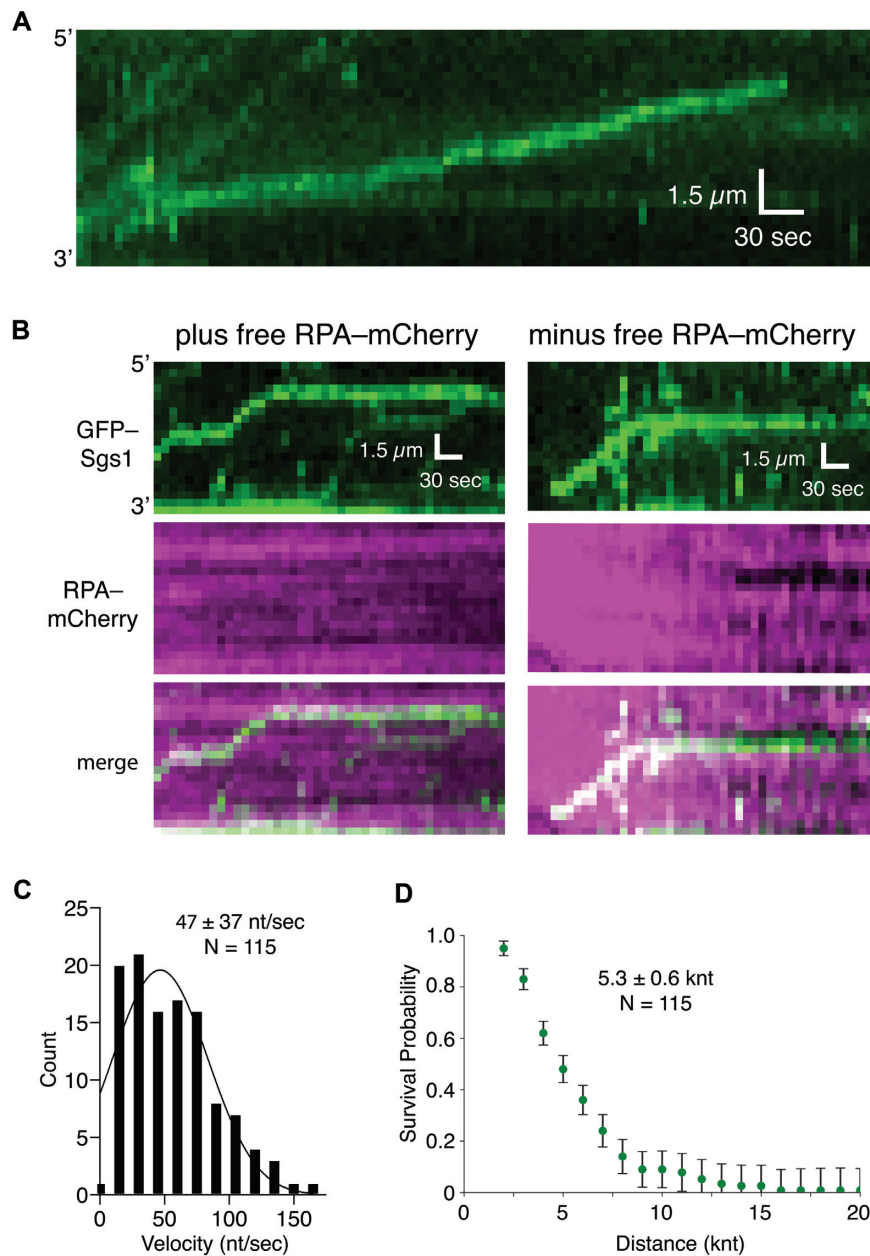 A
5’
3’
1.5 µm
30 sec
B
plus free RPA–mCherry
minus free RPA–mCherry
5’
GFP–
Sgs1
3’
1.5 µm
30 sec
1.5 µm
30 sec
RPA–
mCherry
merge
C
25
20
15
10
5
0
Count
47 ± 37 nt/sec
N = 115
0
50
100
150
Velocity (nt/sec)
D
1.0
0.8
0.6
0.4
0.2
0
Survival Probability
5.3 ± 0.6 knt
N = 115
0
5
10
15
20
Distance (knt)